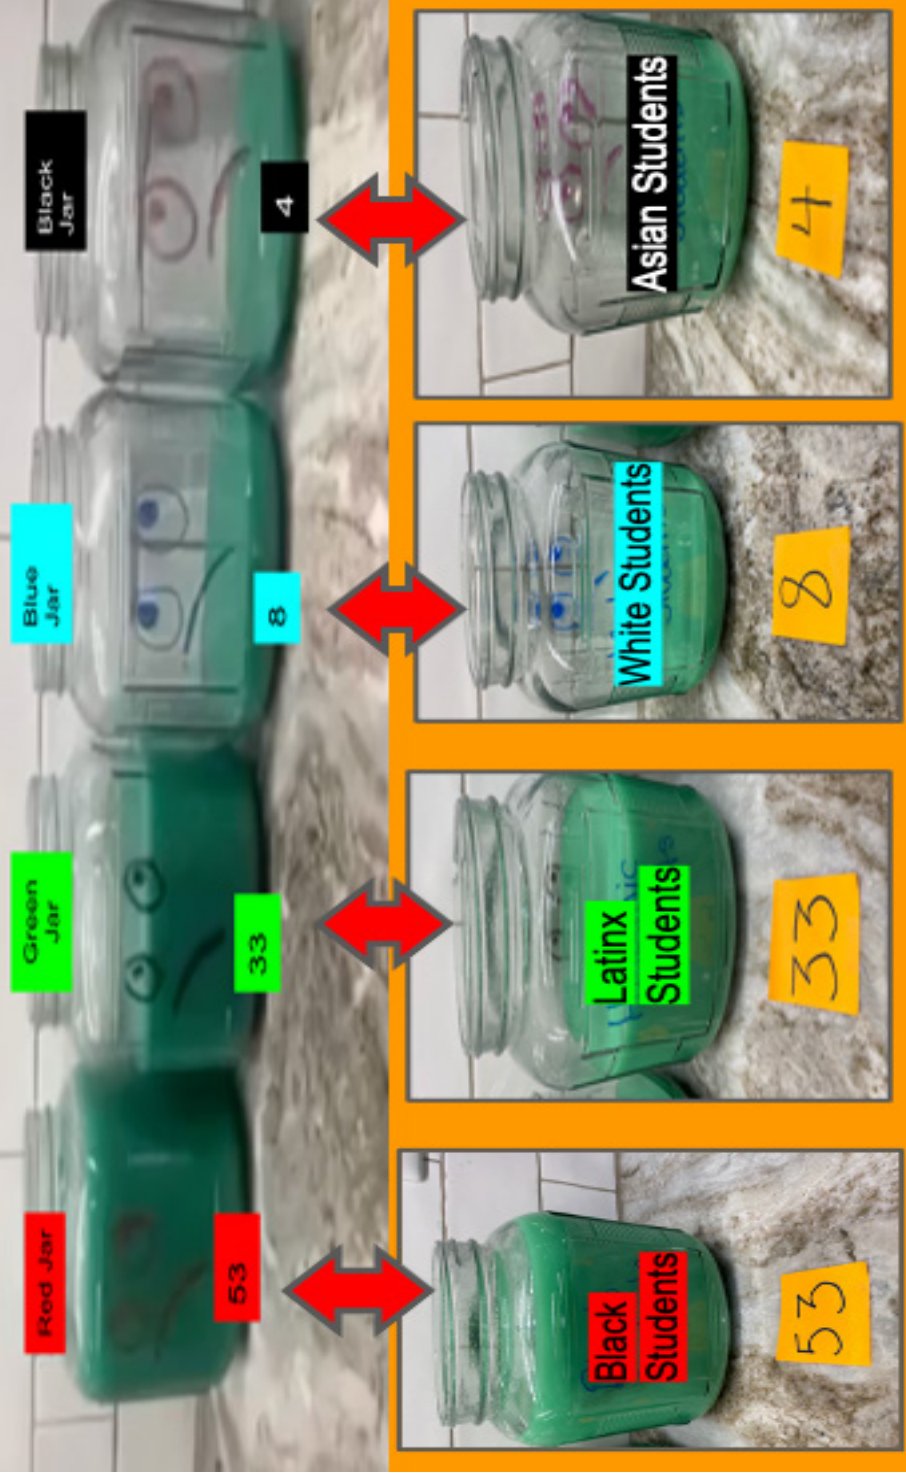 Red Jar
Green
Jar
Blue
Jar
Black
Jar
53
33
8
4
Black
Students
Latinx
Students
White Students
Asian Students
53
33
8
4